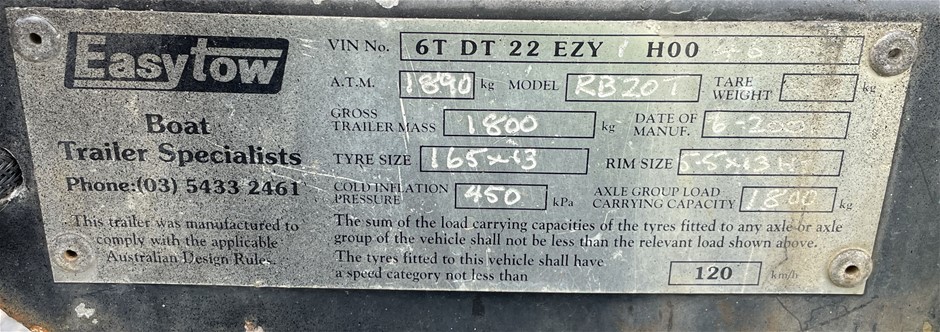 Easytow
Boat
Trailer Specialists
Phone:(03) 5433 2461
This trailer was manufactured to
comply with the applicable
Australian Design Rules.
VIN No. 6T DT 22 EZY H00
A.T.M. 1890 kg MODEL RB20T TARE WEIGHT kg
GROSS TRAILER MASS 1800 kg DATE OF MANUF.
TYRE SIZE 165x13 RIM SIZE
COLD INFLATION PRESSURE 450 kPa AXLE GROUP LOAD CARRYING CAPACITY 1800 kg
The sum of the load carrying capacities of the tyres fitted to any axle or axle
group of the vehicle shall not be less than the relevant load shown above.
The tyres fitted to this vehicle shall have
a speed category not less than 120 km/h